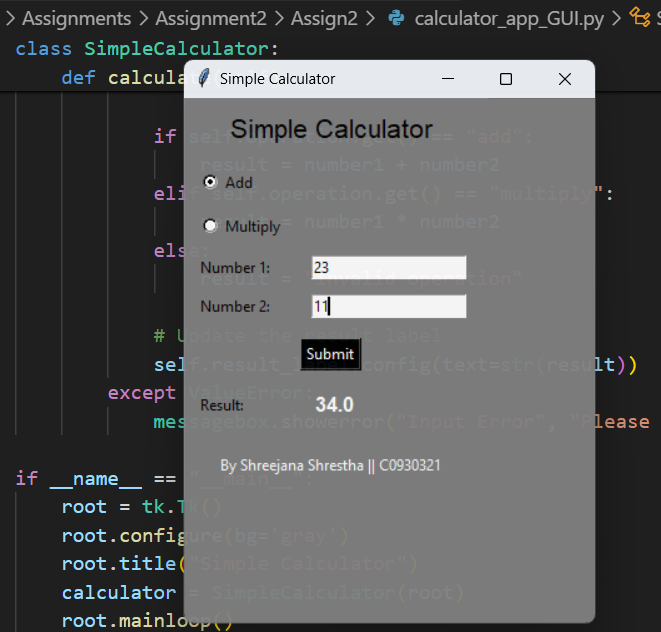 > Assignments > Assignment2 > Assign2 > calculator_app_GUI.py >
class SimpleCalculator:
def calcula
Simple Calculator
Simple Calculator
if self.operation.get() == "add":
result = number1 + number2
Add
elif self.operation.get() == "multiply":
result = number1 * number2
Multiply
else:
Number 1: 23
result = "Invalid operation"
Number 2: 11
# Update the result label
self.result_label.config(text=str(result))
Submit
except ValueError:
Result: 34.0
messagebox.showerror("Input Error", "Please
By Shreejana Shrestha || C0930321
if __name__ == "__main__":
root = tk.Tk()
root.configure(bg='gray')
root.title("Simple Calculator")
calculator = SimpleCalculator(root)
root.mainloop()